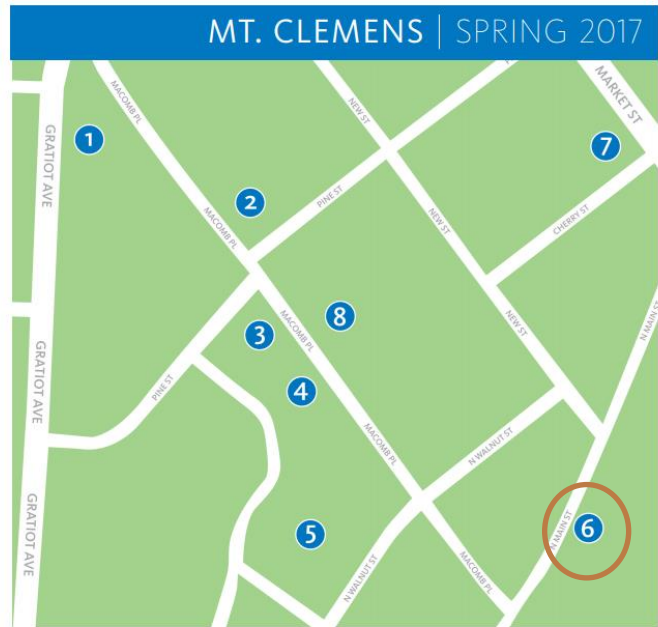 MT. CLEMENS | SPRING 2017
MACOMB PL
NEW ST
MARKET ST
GRATIOT AVE
1
7
2
PINE ST
MACOMB PL
NEW ST
CHERRY ST
8
3
MACOMB PL
N MAIN ST
NEW ST
GRATIOT AVE
PINE ST
4
MACOMB PL
N WALNUT ST
GRATIOT AVE
5
6
N MAIN ST
N WALNUT ST
MACOMB PL